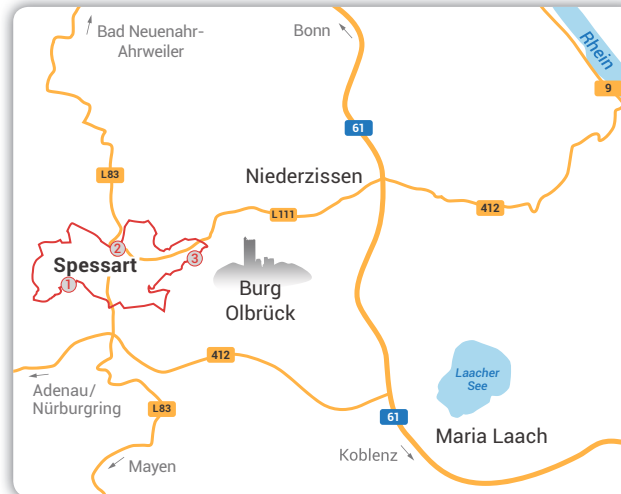 Bad Neuenahr-
Ahrweiler
Bonn
Rhein
9
61
L83
Niederzissen
412
L111
2
3
Spessart
1
Burg
Olbrück
412
Laacher
See
Adenau/
Nürburgring
L83
61
Maria Laach
Koblenz
Mayen